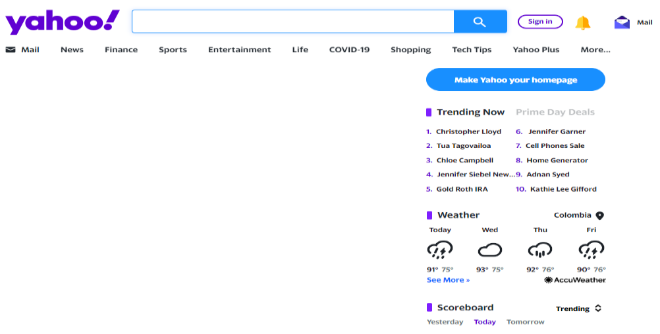 yahoo!
Sign in
Mail
Mail News Finance Sports Entertainment Life COVID-19 Shopping Tech Tips Yahoo Plus More...
Make Yahoo your homepage
Trending Now Prime Day Deals
1. Christopher Lloyd 6. Jennifer Garner
2. Tua Tagovailoa 7. Cell Phones Sale
3. Chloe Campbell 8. Home Generator
4. Jennifer Siebel New... 9. Adnan Syed
5. Gold Roth IRA 10. Kathie Lee Gifford
Weather Colombia
Today Wed Thu Fri
91° 75° 93° 75° 92° 76° 90° 76°
See More » AccuWeather
Scoreboard Trending
Yesterday Today Tomorrow